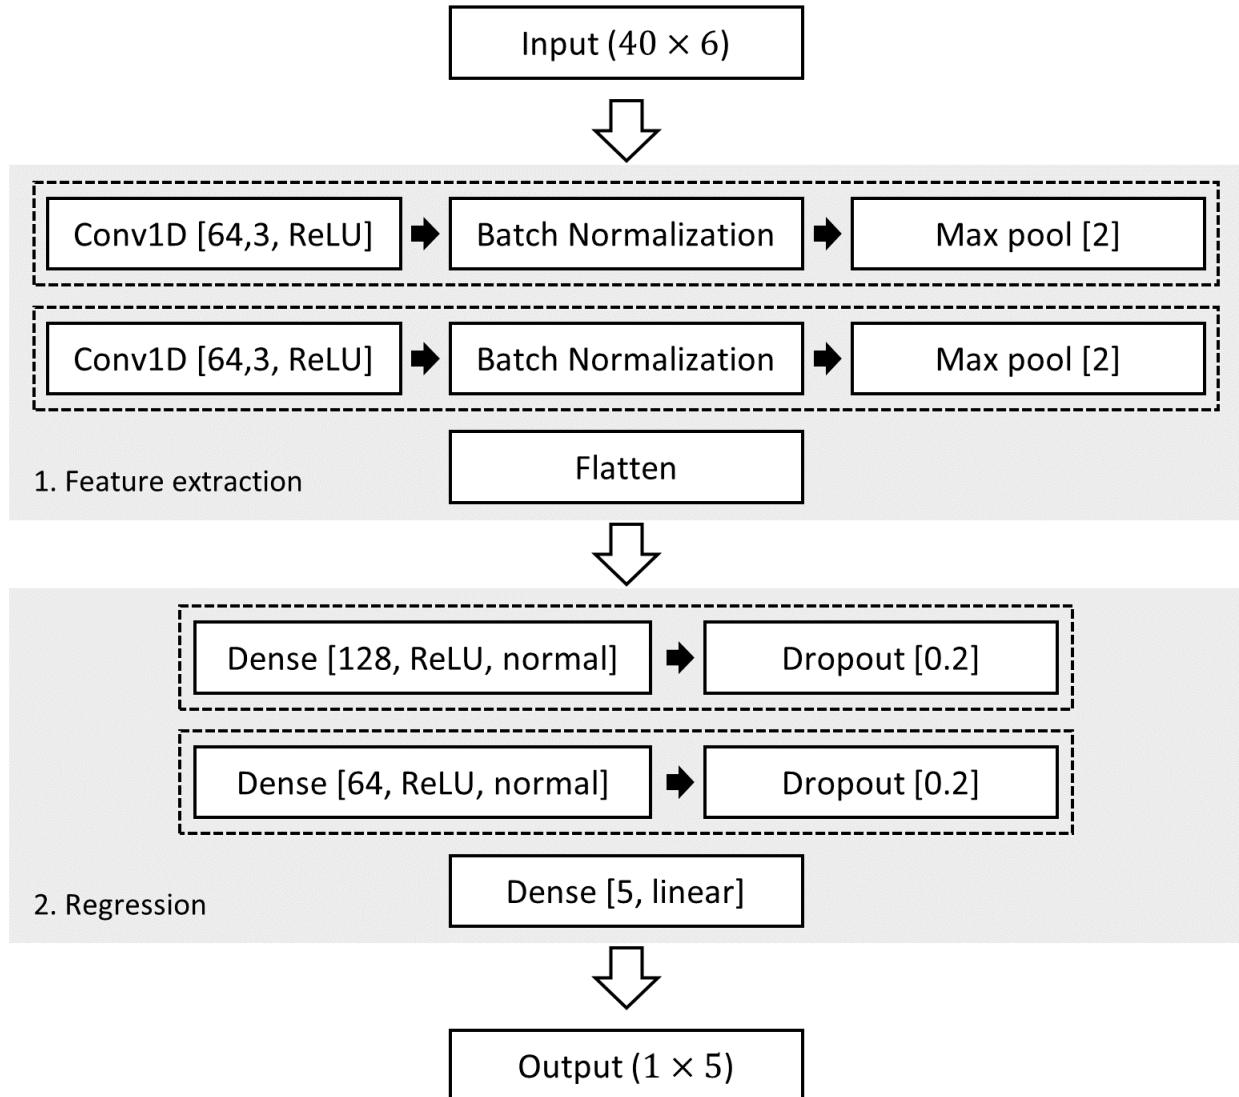 Input (40 × 6)
Conv1D [64,3, ReLU]
Batch Normalization
Max pool [2]
Conv1D [64,3, ReLU]
Batch Normalization
Max pool [2]
Flatten
1. Feature extraction
Dense [128, ReLU, normal]
Dropout [0.2]
Dense [64, ReLU, normal]
Dropout [0.2]
Dense [5, linear]
2. Regression
Output (1 × 5)